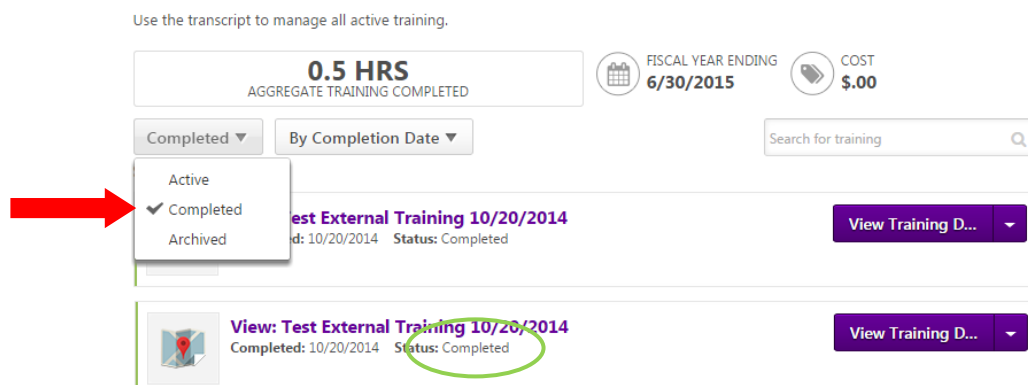 Use the transcript to manage all active training.
0.5 HRS
AGGREGATE TRAINING COMPLETED
FISCAL YEAR ENDING
6/30/2015
COST
$.00
Completed
By Completion Date
Search for training
Active
Completed
Archived
est External Training 10/20/2014
ed: 10/20/2014 Status: Completed
View Training D...
View: Test External Training 10/20/2014
Completed: 10/20/2014 Status: Completed
View Training D...